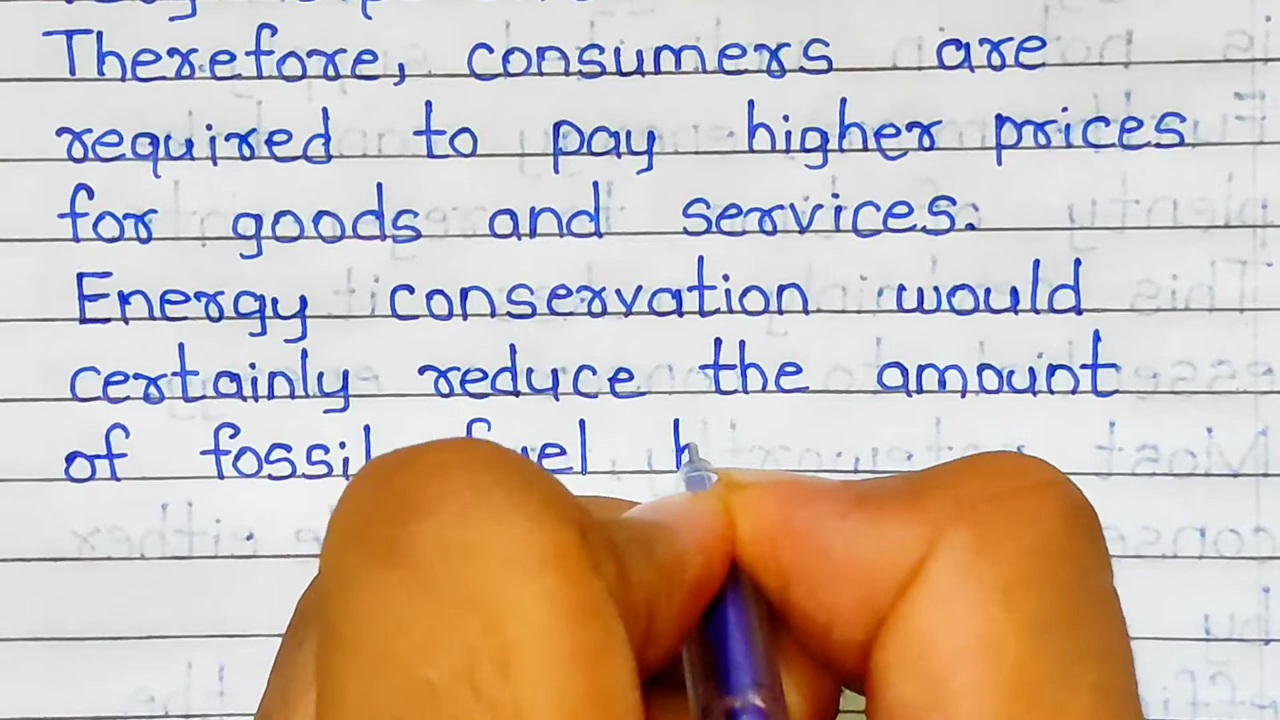 Therefore, consumers are
required to pay higher prices
for goods and services.
Energy conservation would
certainly reduce the amount
of fossil fuel